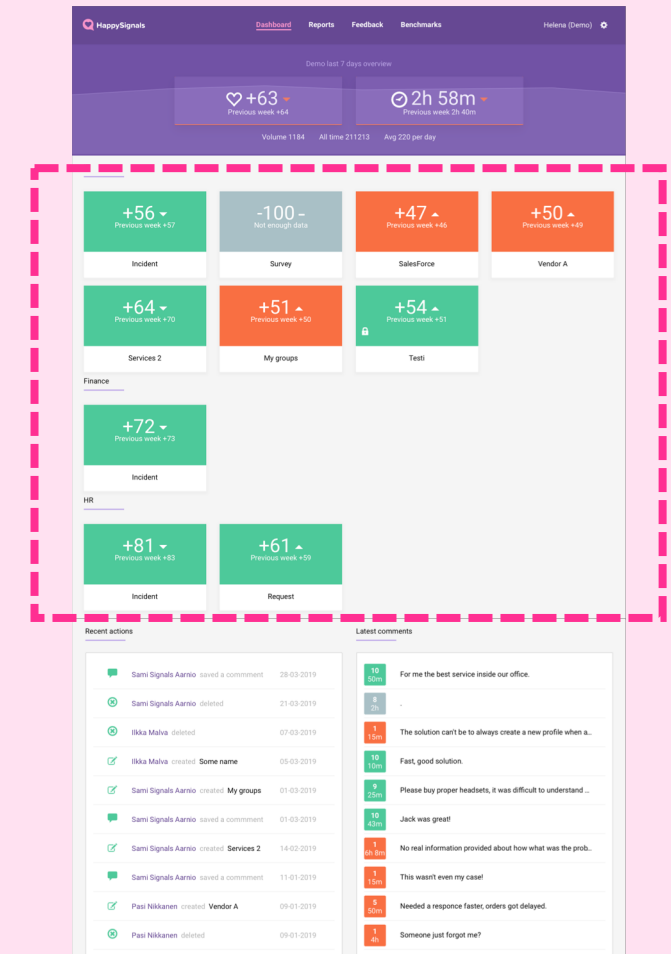 HappySignals Dashboard Reports Feedback Benchmarks Helena (Demo)
Demo last 7 days overview
+63 2h 58m
Previous week +64 Previous week 2h 40m
Volume 1184 All time 211213 Avg 220 per day
+56 -100 - +47 +50
Previous week +57 Not enough data Previous week +46 Previous week +49
Incident Survey SalesForce Vendor A
+64 +51 +54
Previous week +70 Previous week +50 Previous week +51
Services 2 My groups Testi
Finance
+72
Previous week +73
Incident
HR
+81 +61
Previous week +83 Previous week +59
Incident Request
Recent actions
Sami Signals Aarnio saved a commment 28-03-2019
Sami Signals Aarnio deleted 21-03-2019
Ilkka Malva deleted 07-03-2019
Ilkka Malva created Some name 05-03-2019
Sami Signals Aarnio created My groups 01-03-2019
Sami Signals Aarnio saved a commment 01-03-2019
Sami Signals Aarnio created Services 2 14-02-2019
Sami Signals Aarnio saved a commment 11-01-2019
Pasi Nikkanen created Vendor A 09-01-2019
Pasi Nikkanen deleted 09-01-2019
Latest comments
10
50m For me the best service inside our office.
8
2h .
1
15m The solution can't be to always create a new profile when a..
10
10m Fast, good solution.
9
25m Please buy proper headsets, it was difficult to understand ...
10
43m Jack was great!
1
6h 8m No real information provided about how what was the prob..
1
15m This wasn't even my case!
5
50m Needed a responce faster, orders got delayed.
1
4h Someone just forgot me?